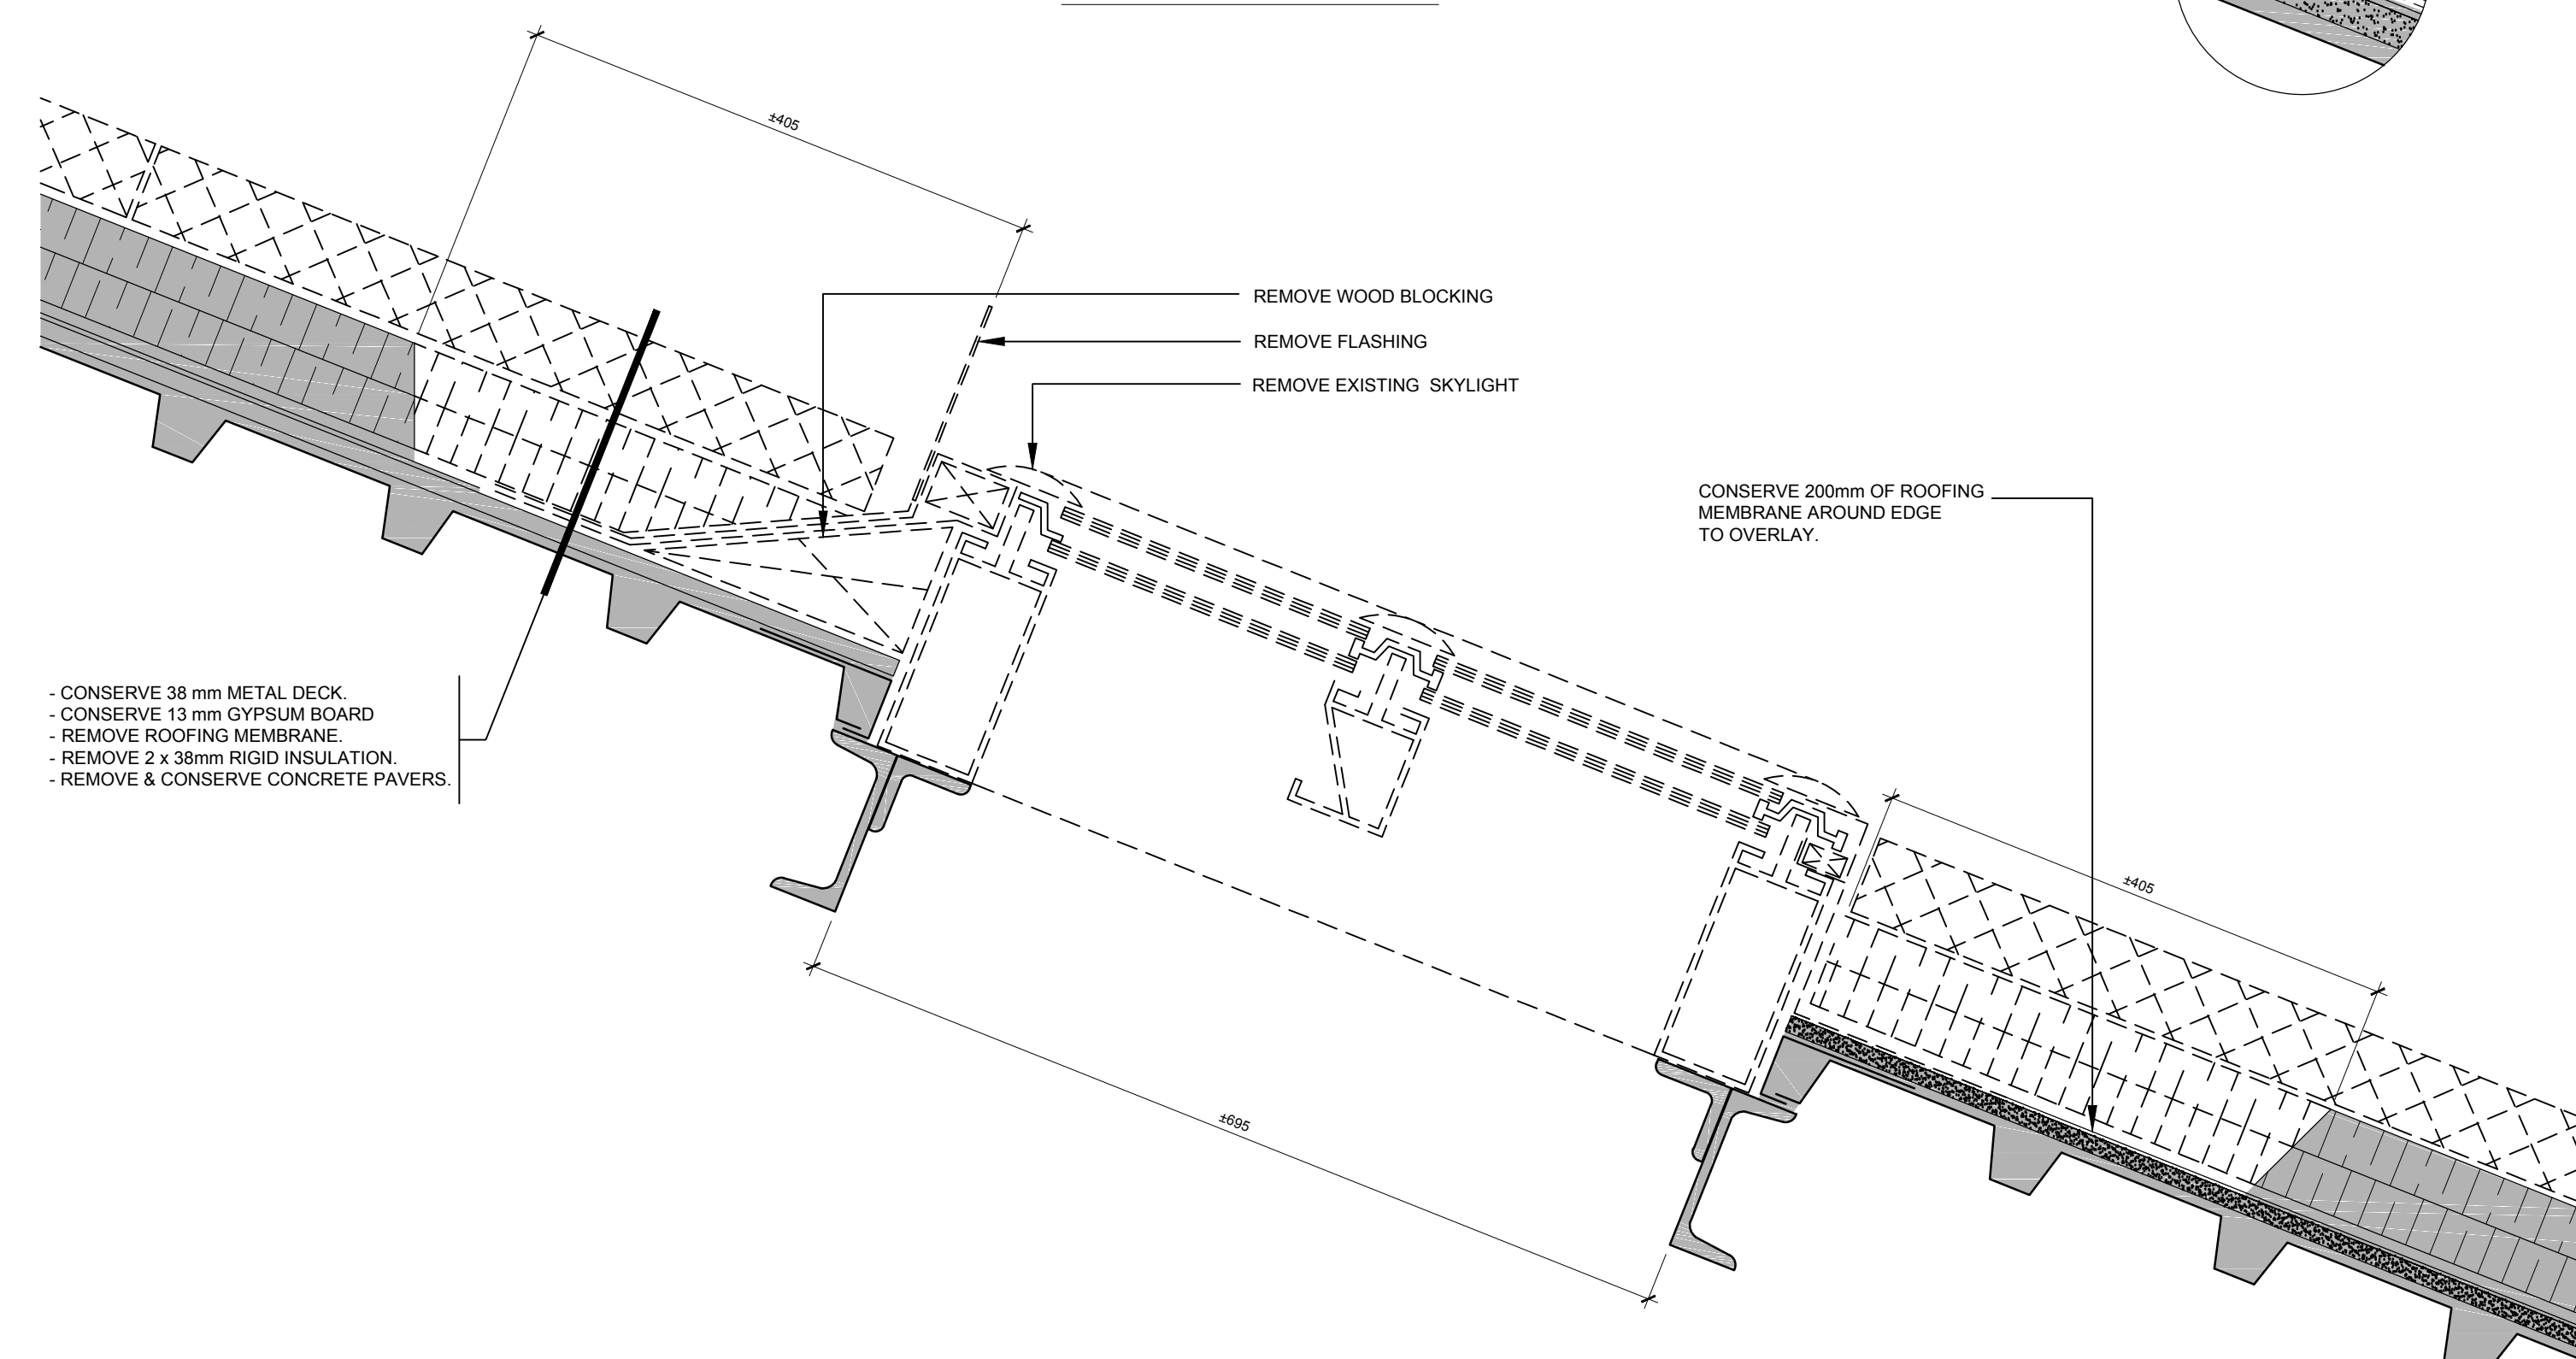 ±405
REMOVE WOOD BLOCKING
REMOVE FLASHING
REMOVE EXISTING SKYLIGHT
CONSERVE 200mm OF ROOFING
MEMBRANE AROUND EDGE
TO OVERLAY.
- CONSERVE 38 mm METAL DECK.
- CONSERVE 13 mm GYPSUM BOARD
- REMOVE ROOFING MEMBRANE.
- REMOVE 2 x 38mm RIGID INSULATION.
- REMOVE & CONSERVE CONCRETE PAVERS.
±405
±695